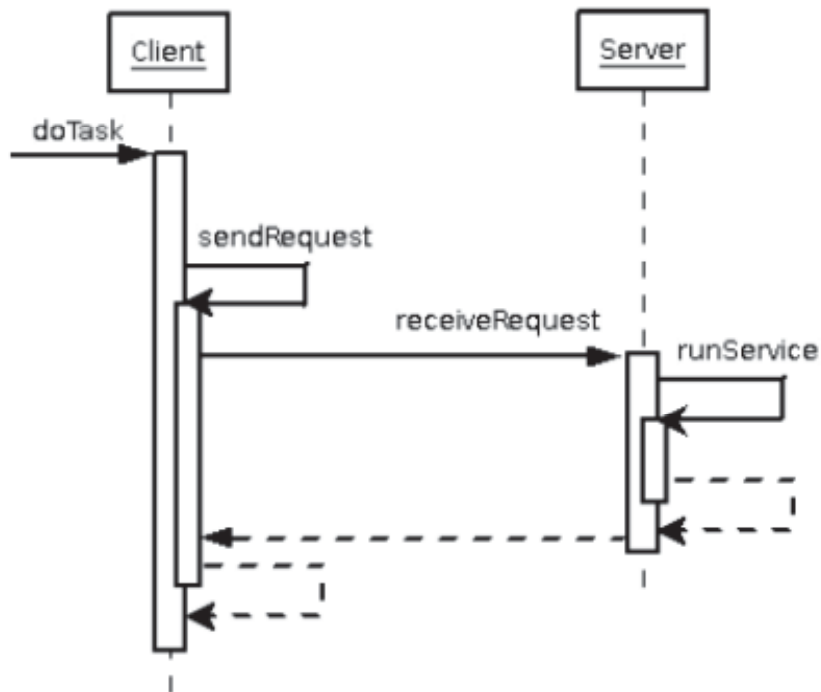 Client
Server
doTask
sendRequest
receiveRequest
runService